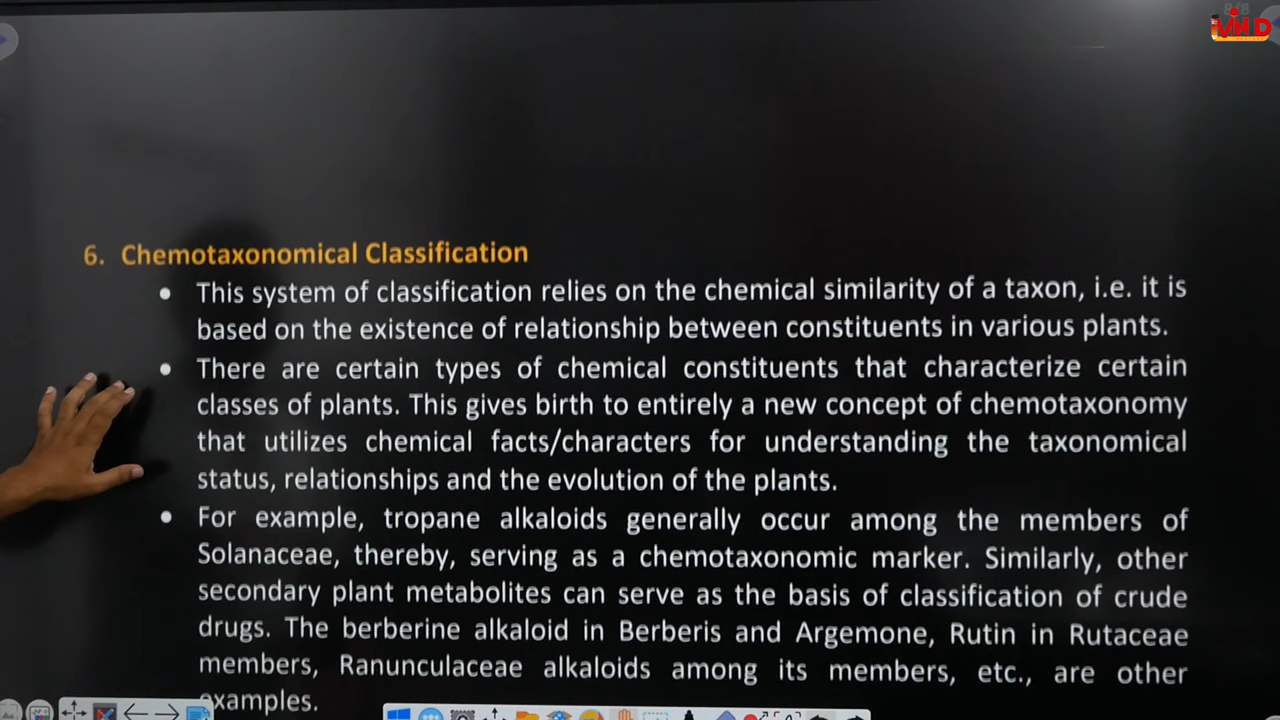 6. Chemotaxonomical Classification
• This system of classification relies on the chemical similarity of a taxon, i.e. it is
based on the existence of relationship between constituents in various plants.
• There are certain types of chemical constituents that characterize certain
classes of plants. This gives birth to entirely a new concept of chemotaxonomy
that utilizes chemical facts/characters for understanding the taxonomical
status, relationships and the evolution of the plants.
• For example, tropane alkaloids generally occur among the members of
Solanaceae, thereby, serving as a chemotaxonomic marker. Similarly, other
secondary plant metabolites can serve as the basis of classification of crude
drugs. The berberine alkaloid in Berberis and Argemone, Rutin in Rutaceae
members, Ranunculaceae alkaloids among its members, etc., are other
examples.